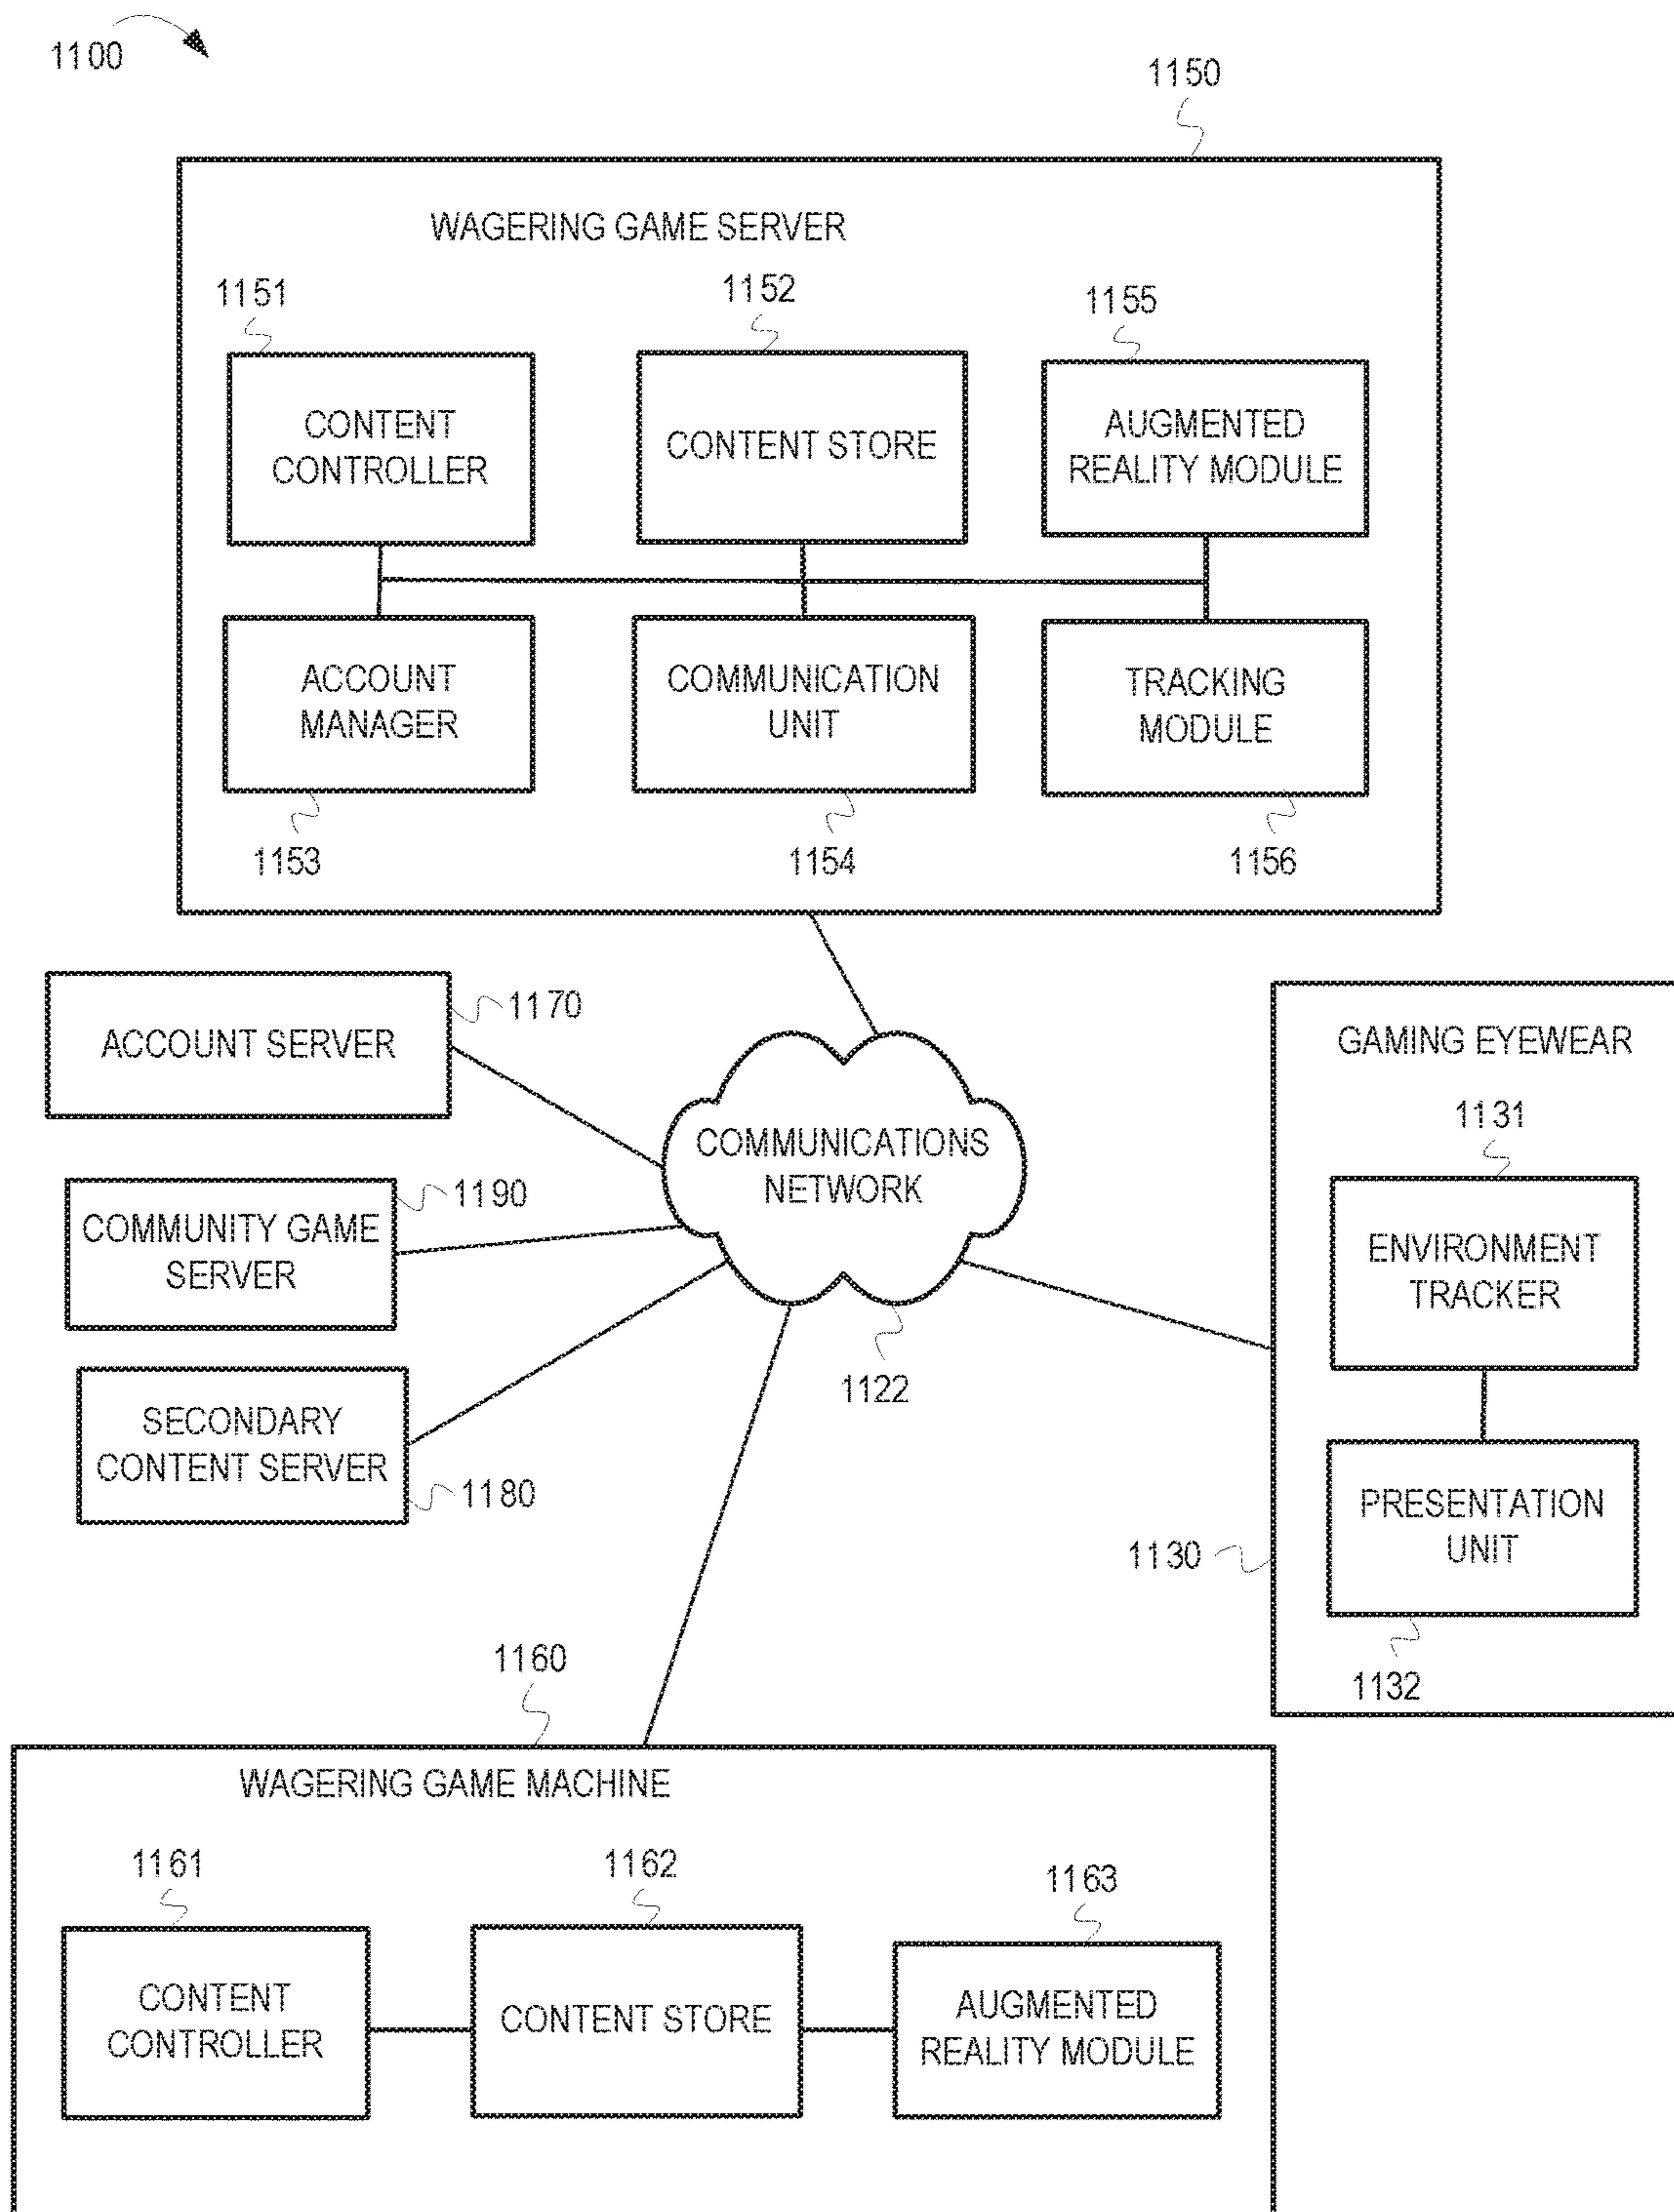 1100
1150
WAGERING GAME SERVER
1151
1152
1155
CONTENT
CONTROLLER
CONTENT STORE
AUGMENTED
REALITY MODULE
ACCOUNT
MANAGER
COMMUNICATION
UNIT
TRACKING
MODULE
1153
1154
1156
ACCOUNT SERVER
1170
COMMUNITY GAME
SERVER
1190
SECONDARY
CONTENT SERVER
1180
COMMUNICATIONS
NETWORK
1122
GAMING EYEWEAR
1131
ENVIRONMENT
TRACKER
PRESENTATION
UNIT
1130
1132
1160
WAGERING GAME MACHINE
1161
1162
1163
CONTENT
CONTROLLER
CONTENT STORE
AUGMENTED
REALITY MODULE